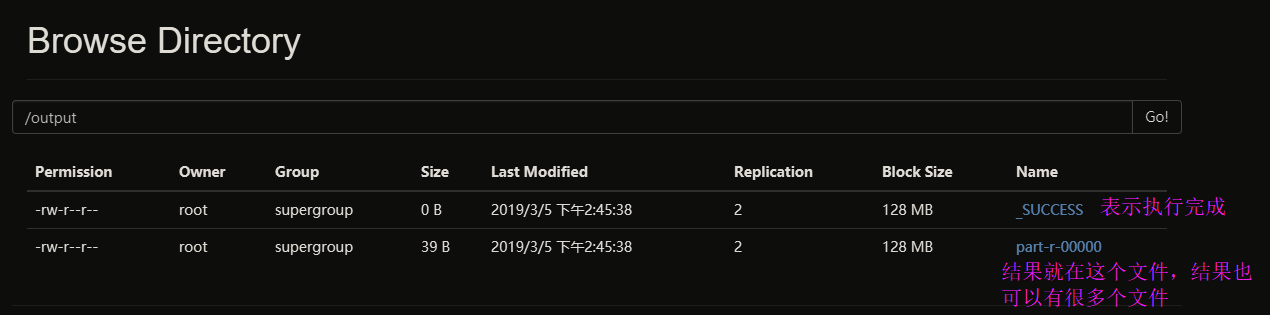 Browse Directory
/output Go!
Permission Owner Group Size Last Modified Replication Block Size Name
-rw-r--r-- root supergroup 0 B 2019/3/5 下午2:45:38 2 128 MB _SUCCESS 表示执行完成
-rw-r--r-- root supergroup 39 B 2019/3/5 下午2:45:38 2 128 MB part-r-00000
结果就在这个文件，结果也
可以有很多个文件